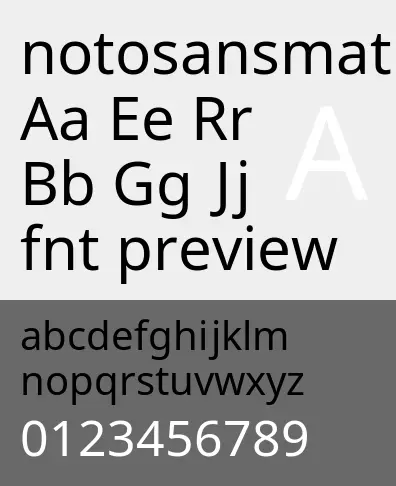 notosansmat
Aa Ee Rr
A
Bb Gg Jj
fnt preview
abcdefghijklm
nopqrstuvwxyz
0123456789